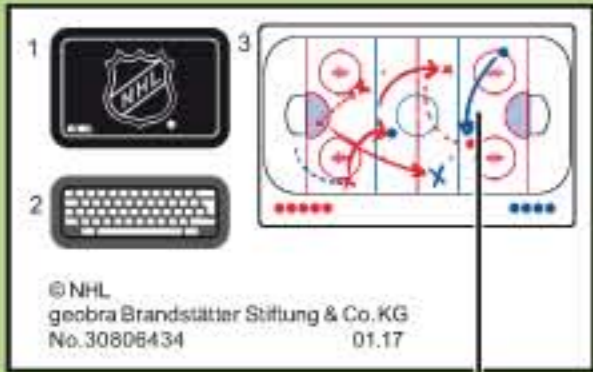 1
NHL
3
2
© NHL
geobra Brandstätter Stiftung & Co. KG
No. 30806434 01.17